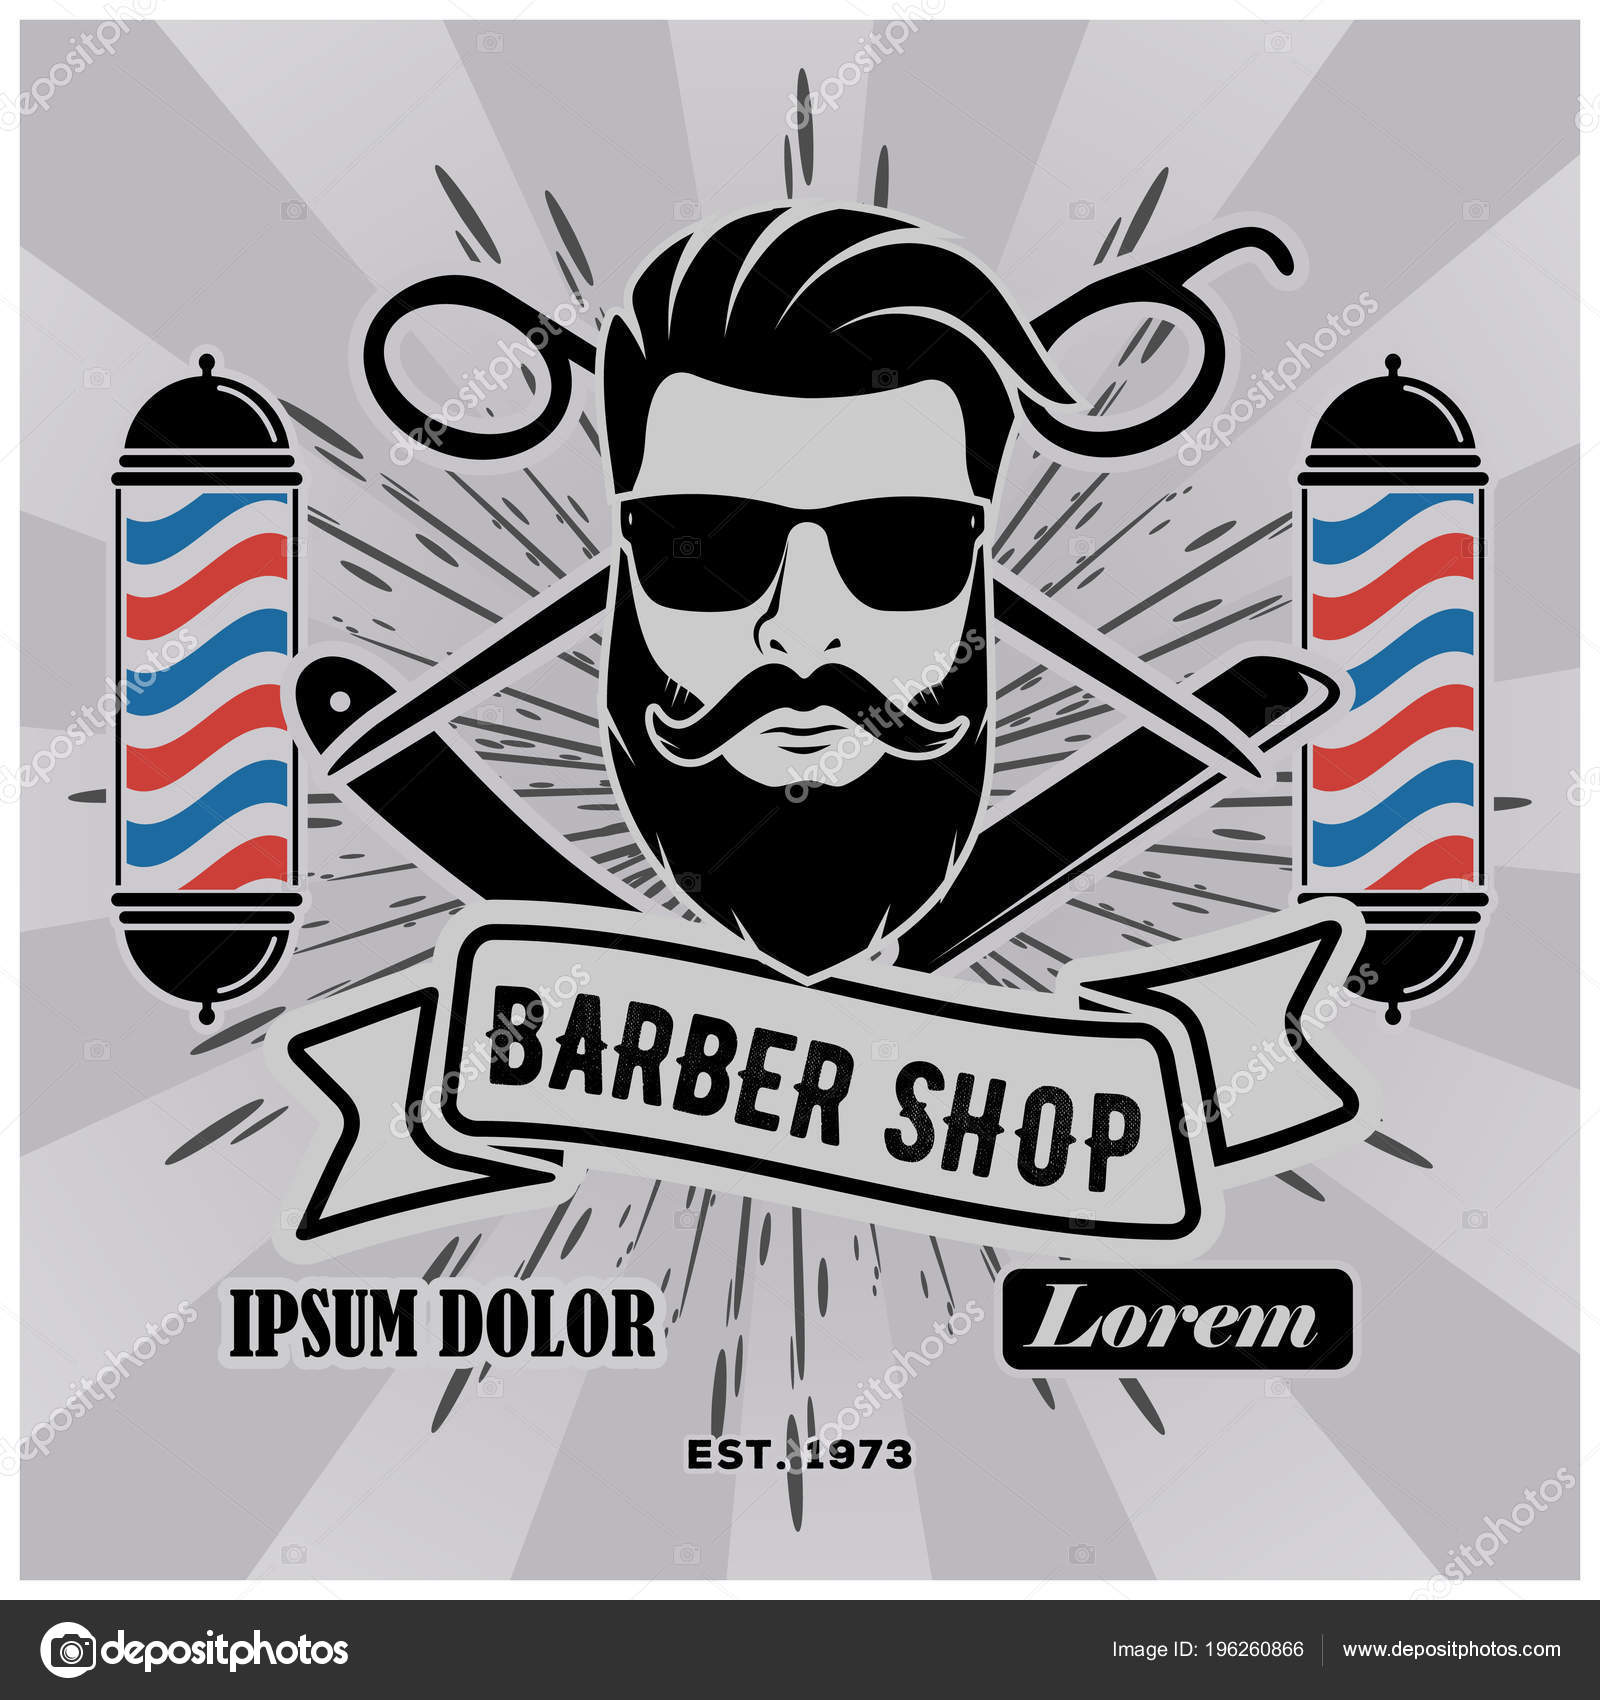 BARBER SHOP
IPSUM DOLOR
Lorem
EST. 1973
depositphotos
Image ID: 196260866
www.depositphotos.com